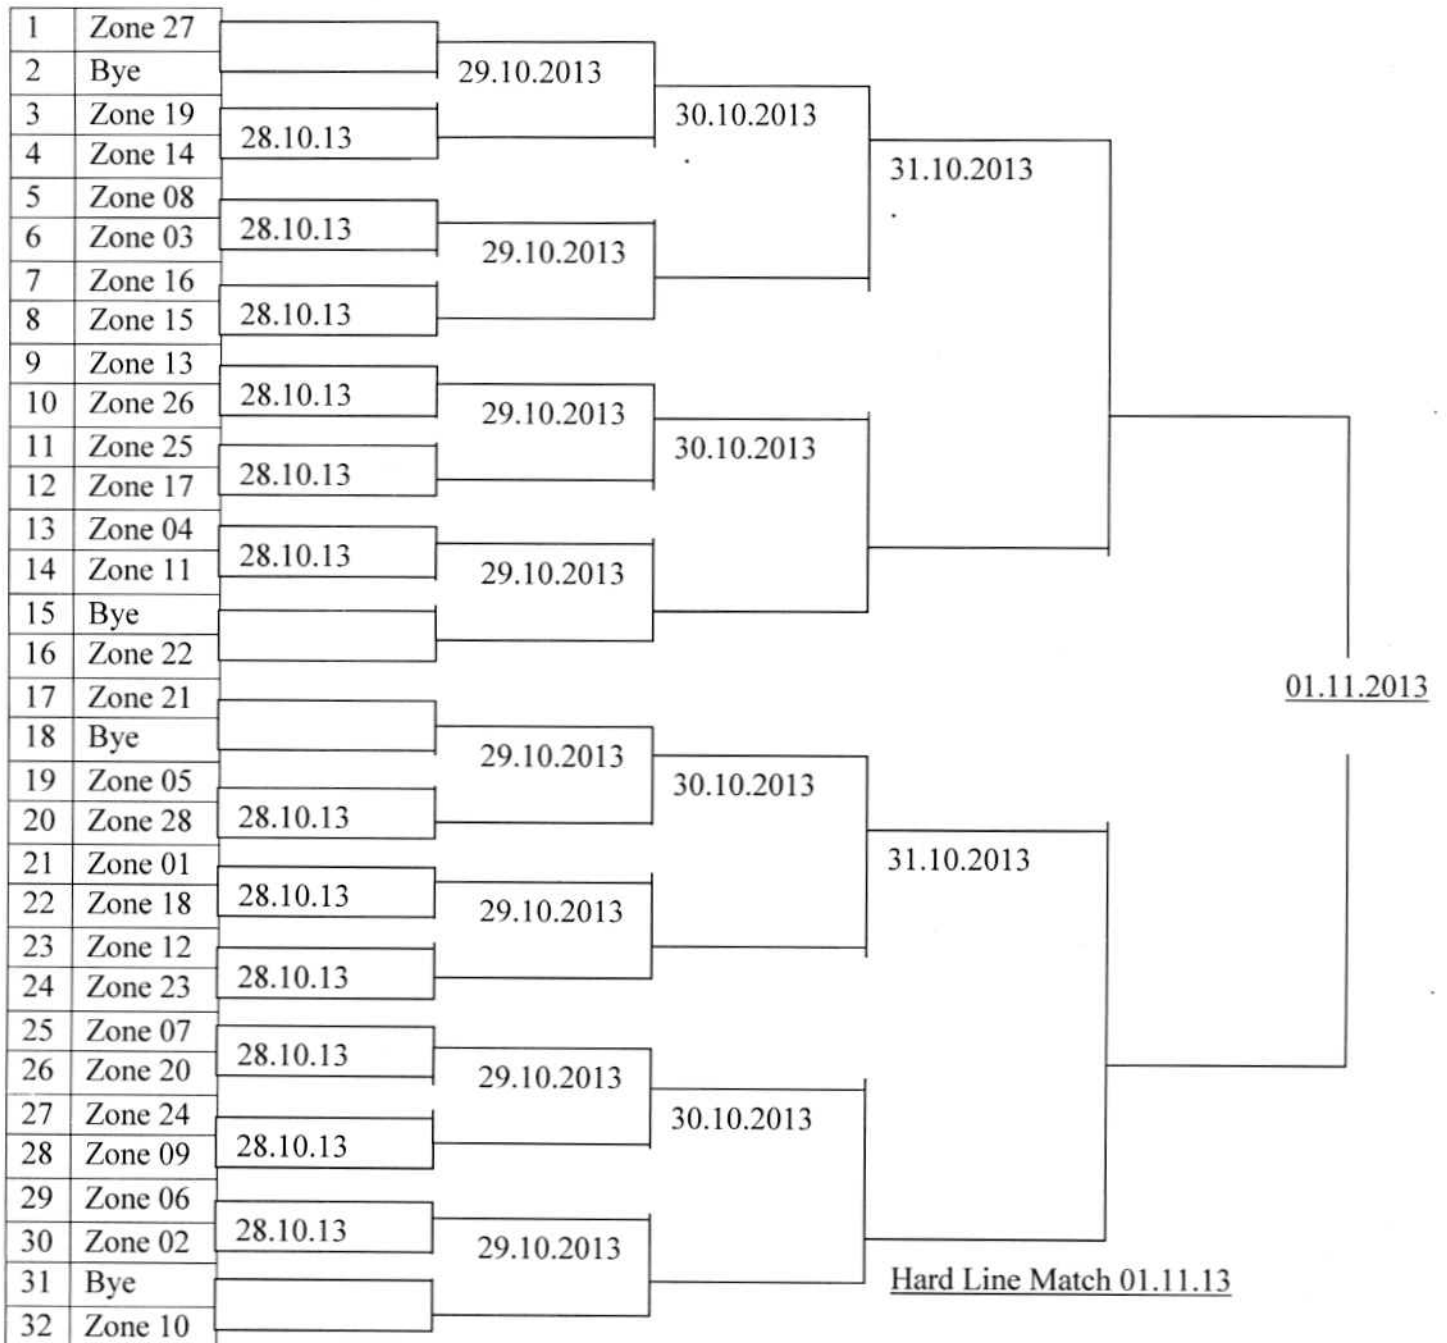 1 Zone 27
2 Bye 29.10.2013
3 Zone 19 28.10.13 30.10.2013
4 Zone 14 31.10.2013
5 Zone 08 28.10.13
6 Zone 03 29.10.2013
7 Zone 16 28.10.13
8 Zone 15
9 Zone 13 28.10.13
10 Zone 26 29.10.2013
11 Zone 25 28.10.13 30.10.2013
12 Zone 17
13 Zone 04 28.10.13
14 Zone 11 29.10.2013
15 Bye
16 Zone 22
17 Zone 21 01.11.2013
18 Bye 29.10.2013
19 Zone 05 30.10.2013
20 Zone 28 28.10.13
21 Zone 01 31.10.2013
22 Zone 18 28.10.13 29.10.2013
23 Zone 12 28.10.13
24 Zone 23
25 Zone 07 28.10.13
26 Zone 20 29.10.2013
27 Zone 24 30.10.2013
28 Zone 09 28.10.13
29 Zone 06 28.10.13
30 Zone 02 29.10.2013
31 Bye Hard Line Match 01.11.13
32 Zone 10